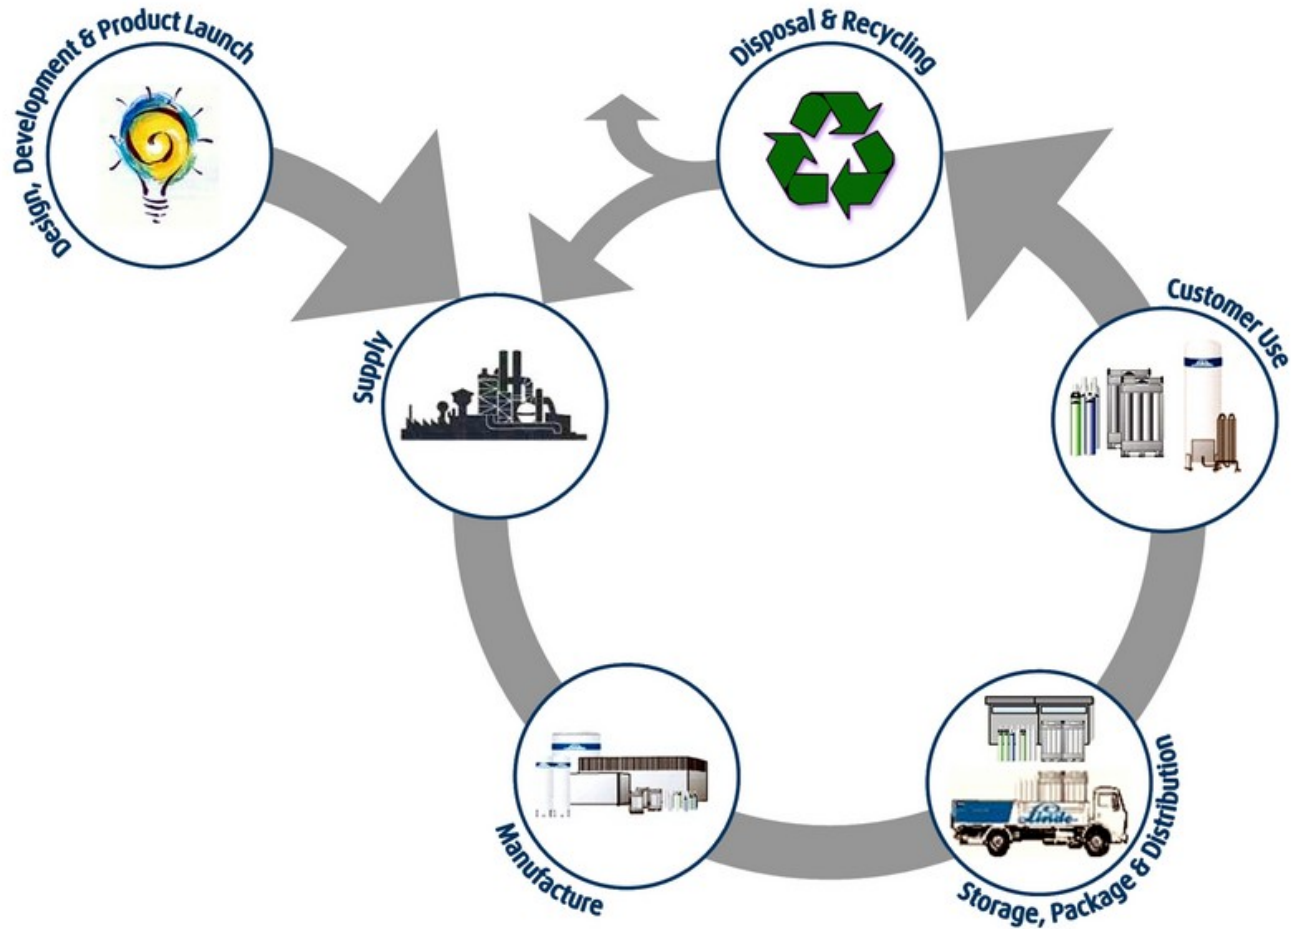 Design, Development & Product Launch
Disposal & Recycling
Supply
Customer Use
Manufacture
Storage, Package & Distribution
Linde